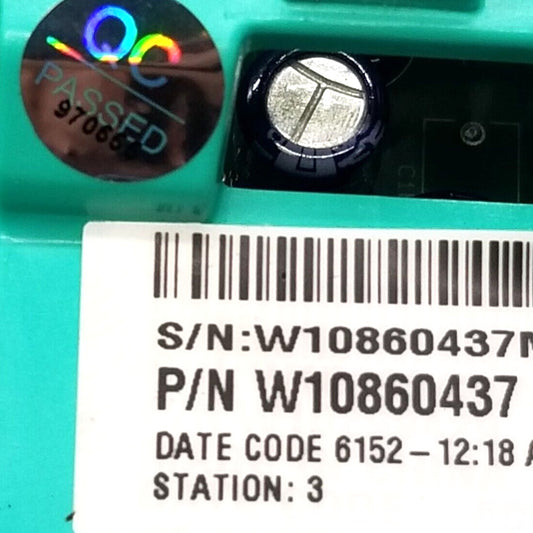 QC
PASSED
S/N:W10860437
P/N W10860437
DATE CODE 6152-12:18
STATION: 3